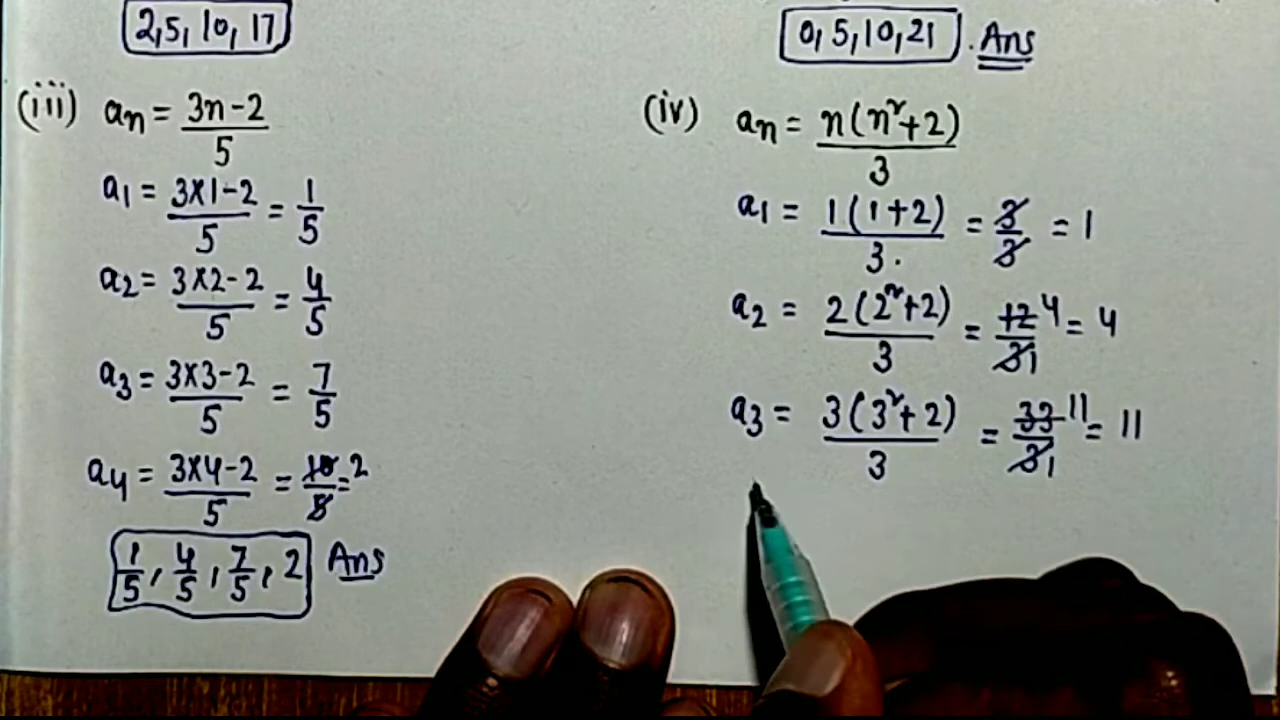 2,5, 10, 17
(iii) an = 3n-2/5
a1 = 3×1-2/5 = 1/5
a2 = 3×2-2/5 = 4/5
a3 = 3×3-2/5 = 7/5
a4 = 3×4-2/5 = 10/5 = 2
1/5, 4/5, 7/5, 2 Ans
0, 5, 10, 21 . Ans
(iv) an = n(n²+2)/3
a1 = 1(1+2)/3. = 3/3 = 1
a2 = 2(2²+2)/3 = 12 4/3 1 = 4
a3 = 3(3²+2)/3 = 33 11/3 1 = 11